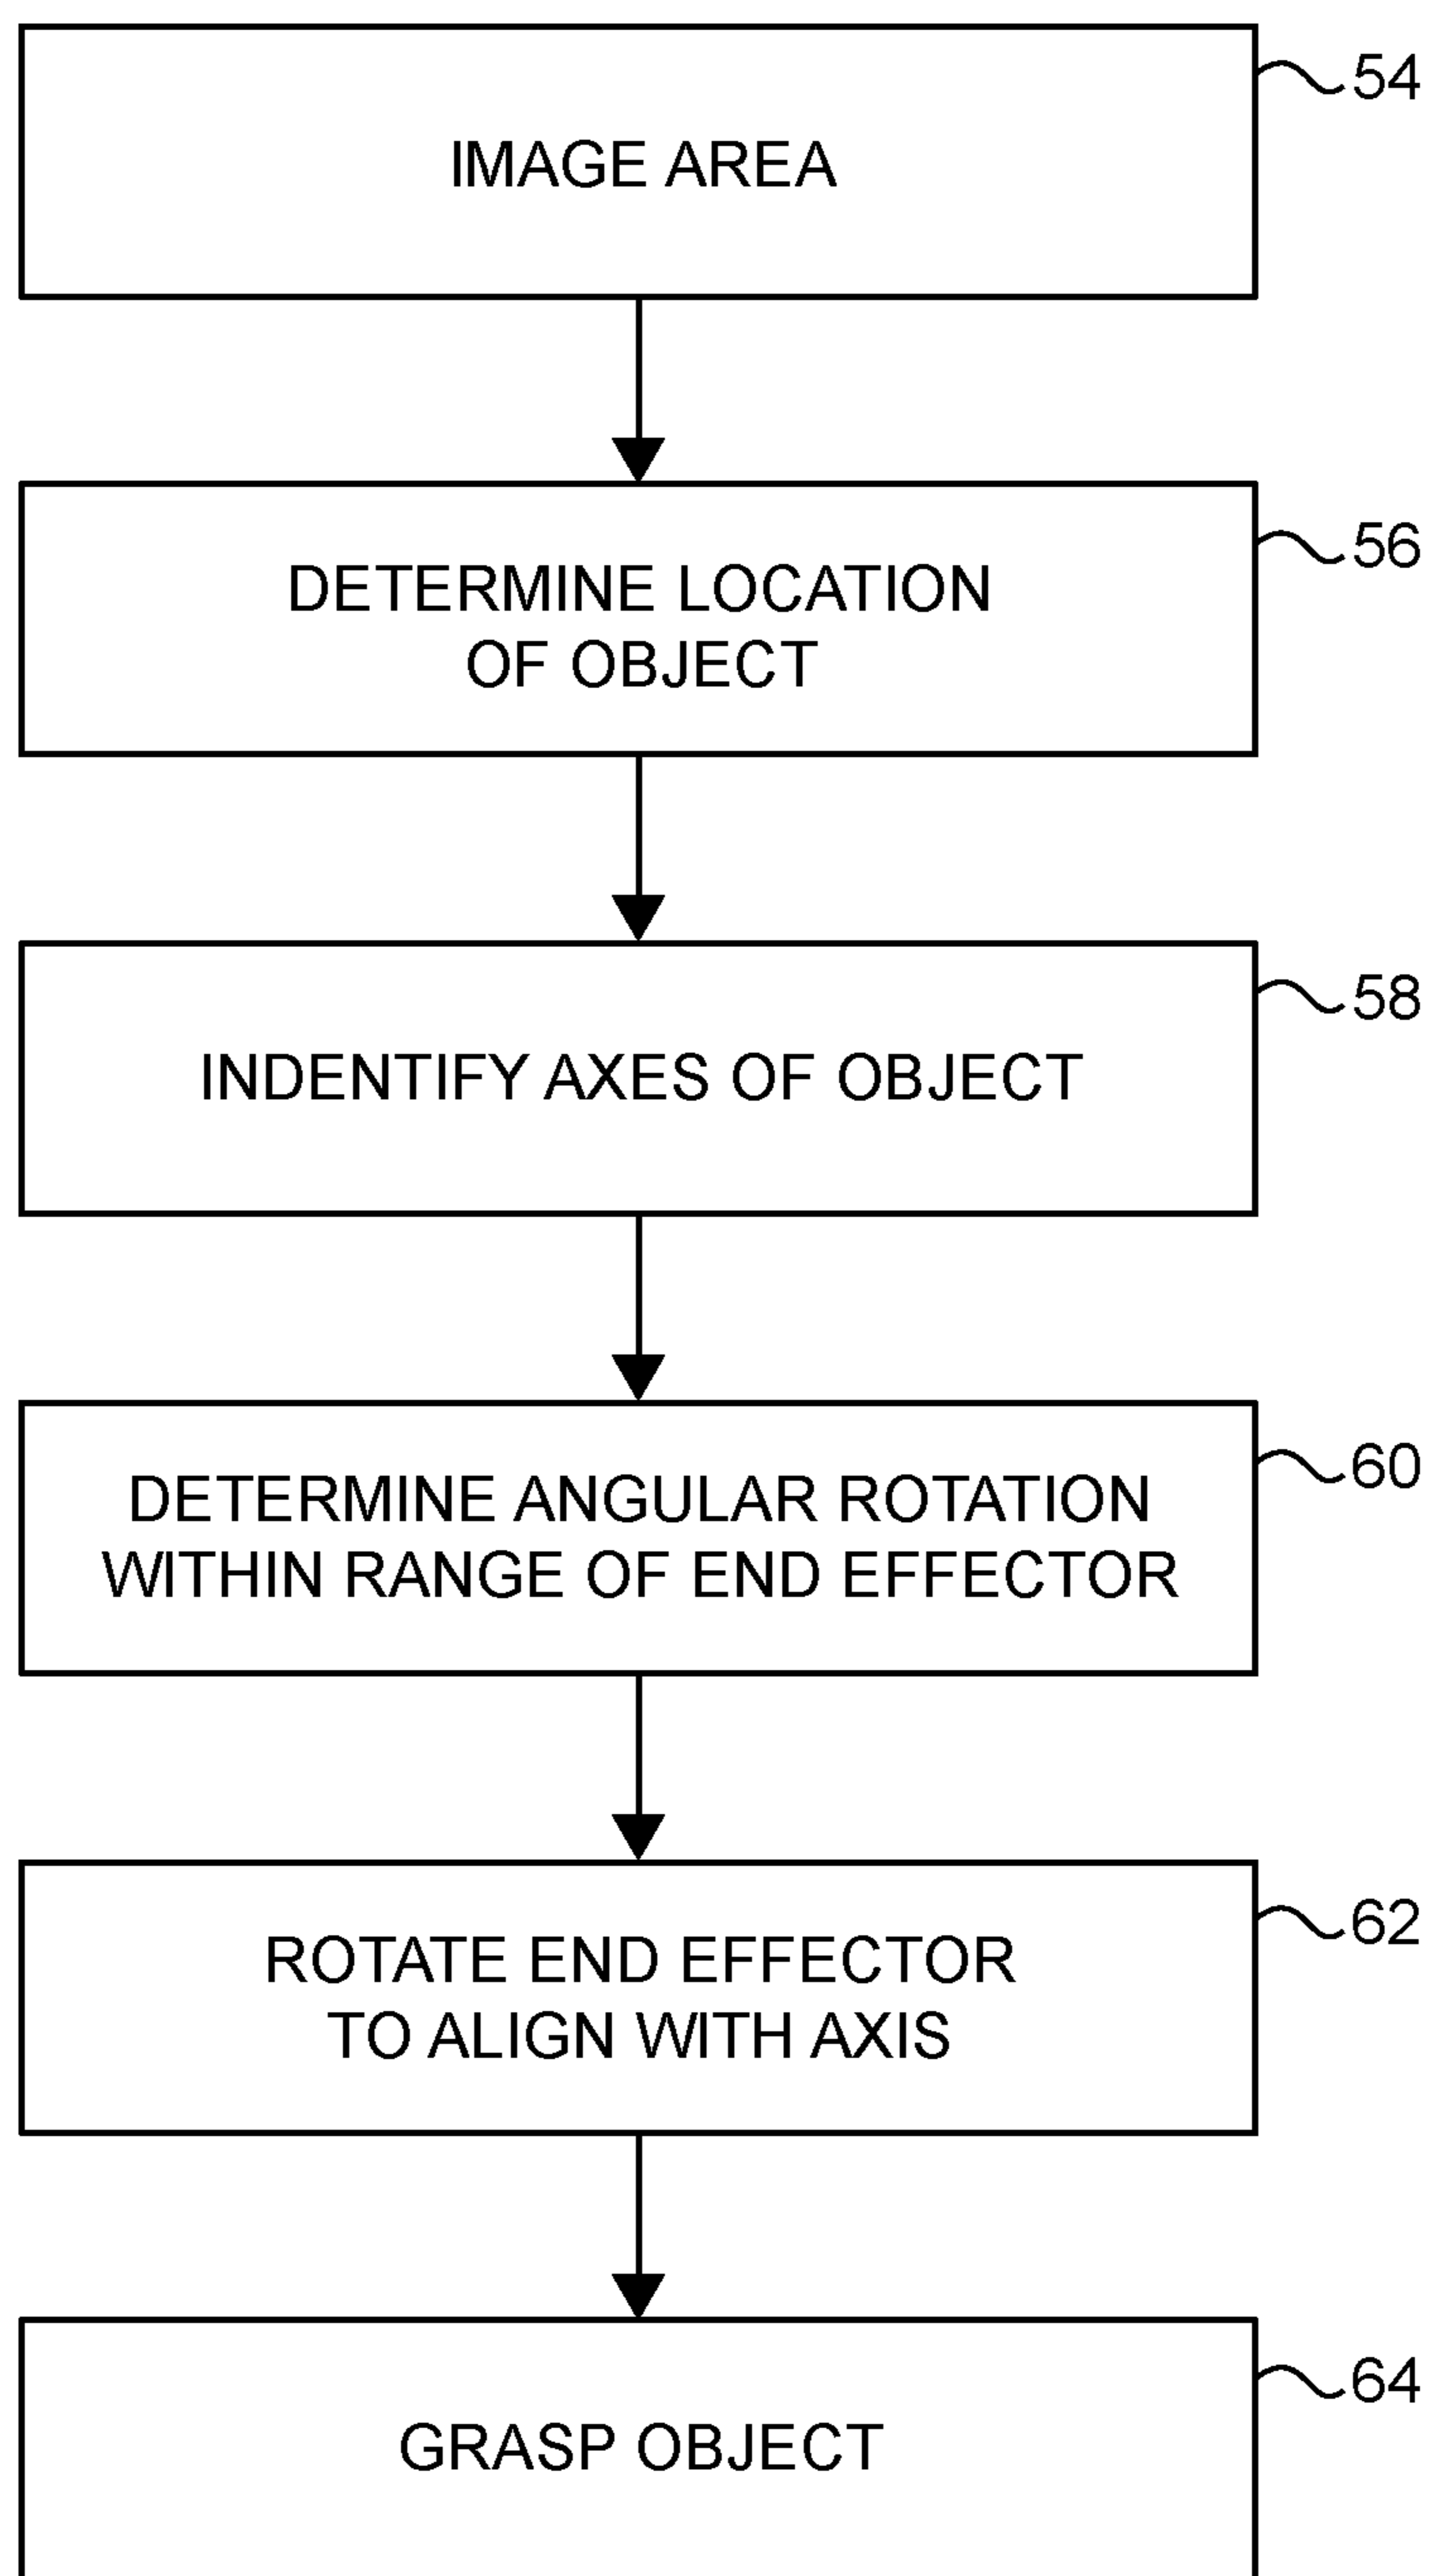 IMAGE AREA
54
DETERMINE LOCATION
OF OBJECT
56
INDENTIFY AXES OF OBJECT
58
DETERMINE ANGULAR ROTATION
WITHIN RANGE OF END EFFECTOR
60
ROTATE END EFFECTOR
TO ALIGN WITH AXIS
62
GRASP OBJECT
64